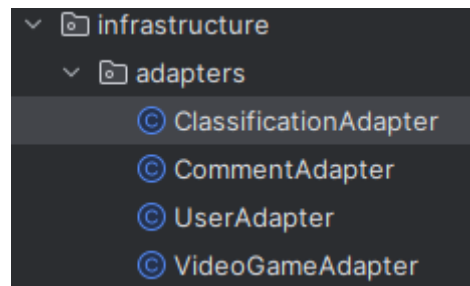 infrastructure
adapters
C ClassificationAdapter
C CommentAdapter
C UserAdapter
C VideoGameAdapter